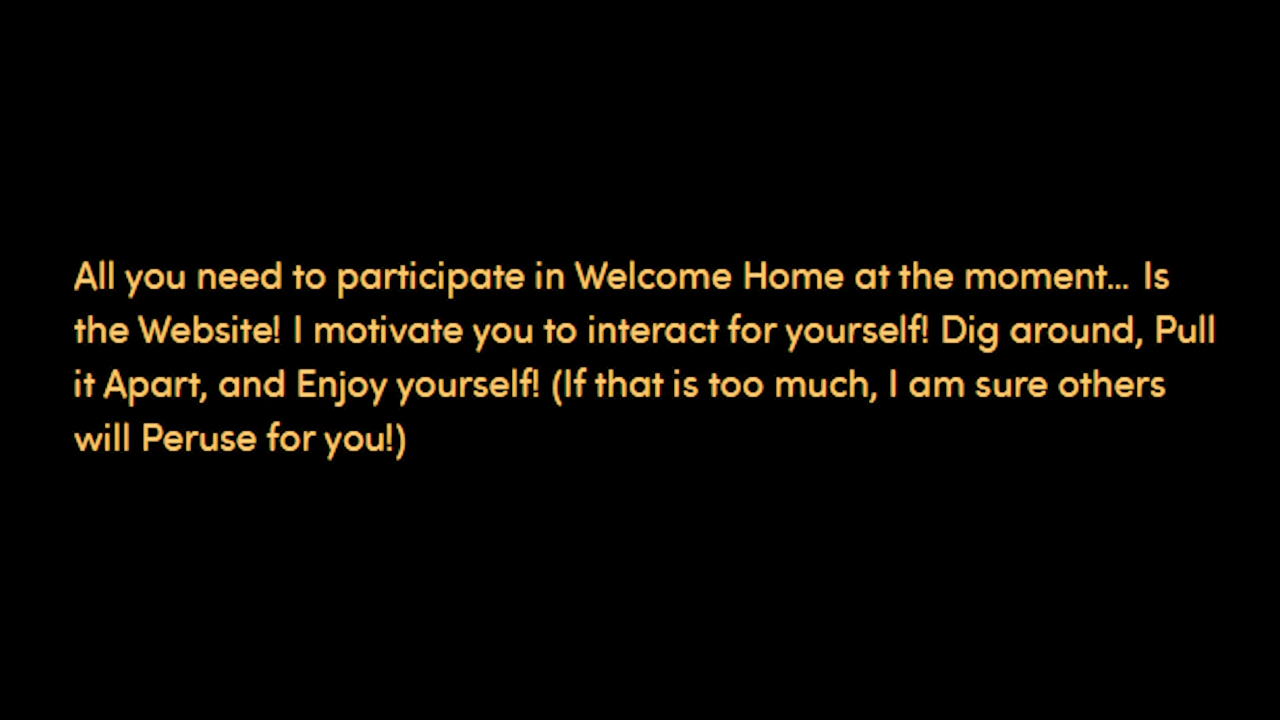 All you need to participate in Welcome Home at the moment... Is
the Website! I motivate you to interact for yourself! Dig around, Pull
it Apart, and Enjoy yourself! (If that is too much, I am sure others
will Peruse for you!)